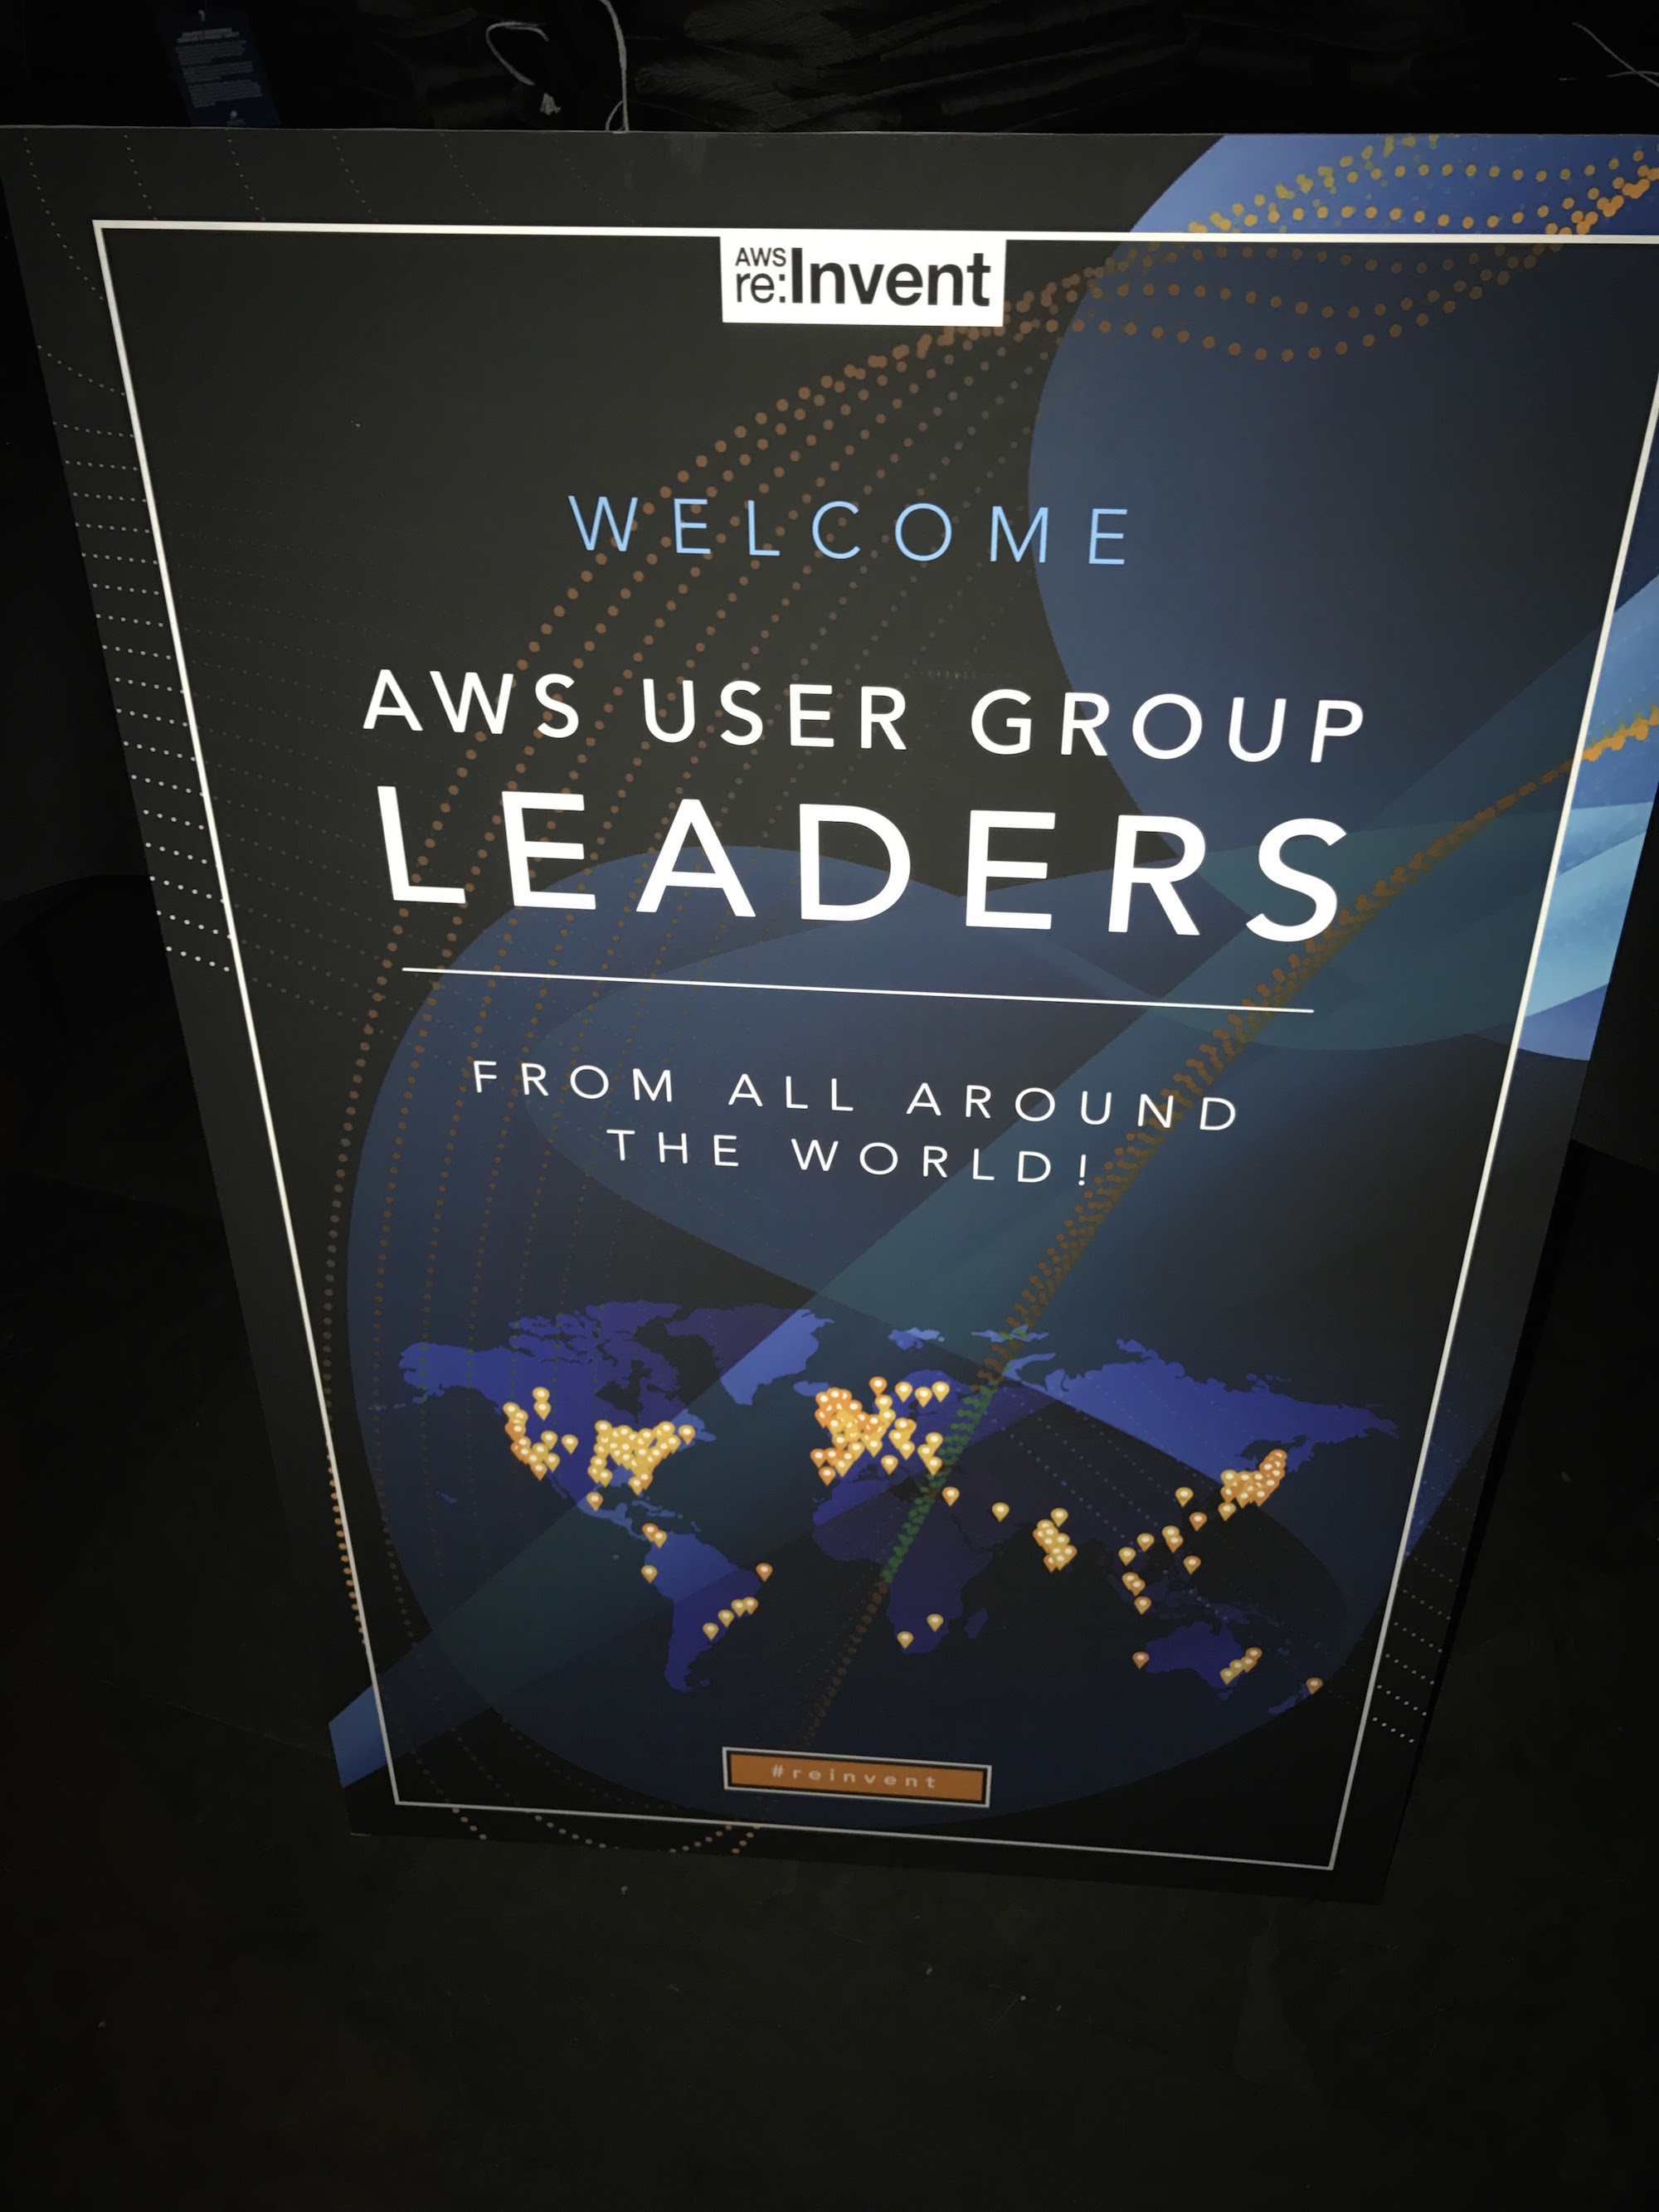 AWS
re:Invent
WELCOME
AWS USER GROUP
LEADERS
FROM ALL AROUND
THE WORLD!
#reinvent